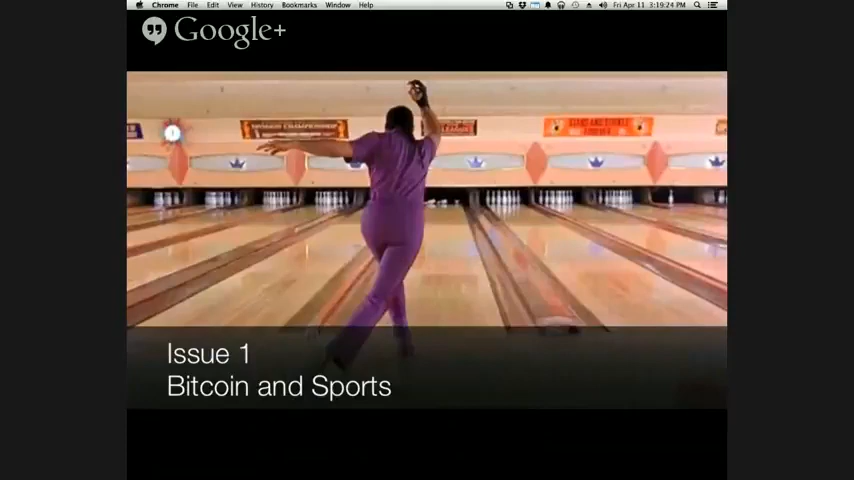 Chrome File Edit View History Bookmarks Window Help Fri Apr 11 3:19:24 PM
Google+
Issue 1
Bitcoin and Sports